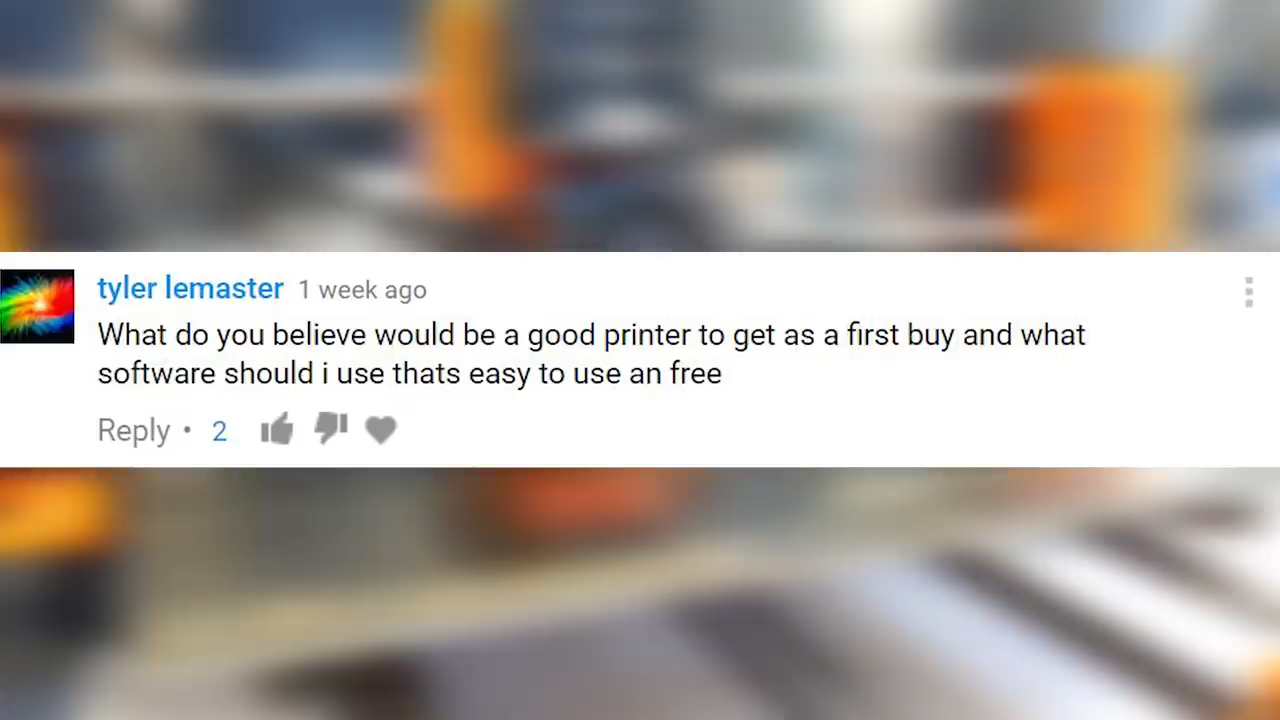 tyler lemaster 1 week ago
What do you believe would be a good printer to get as a first buy and what
software should i use thats easy to use an free
Reply • 2